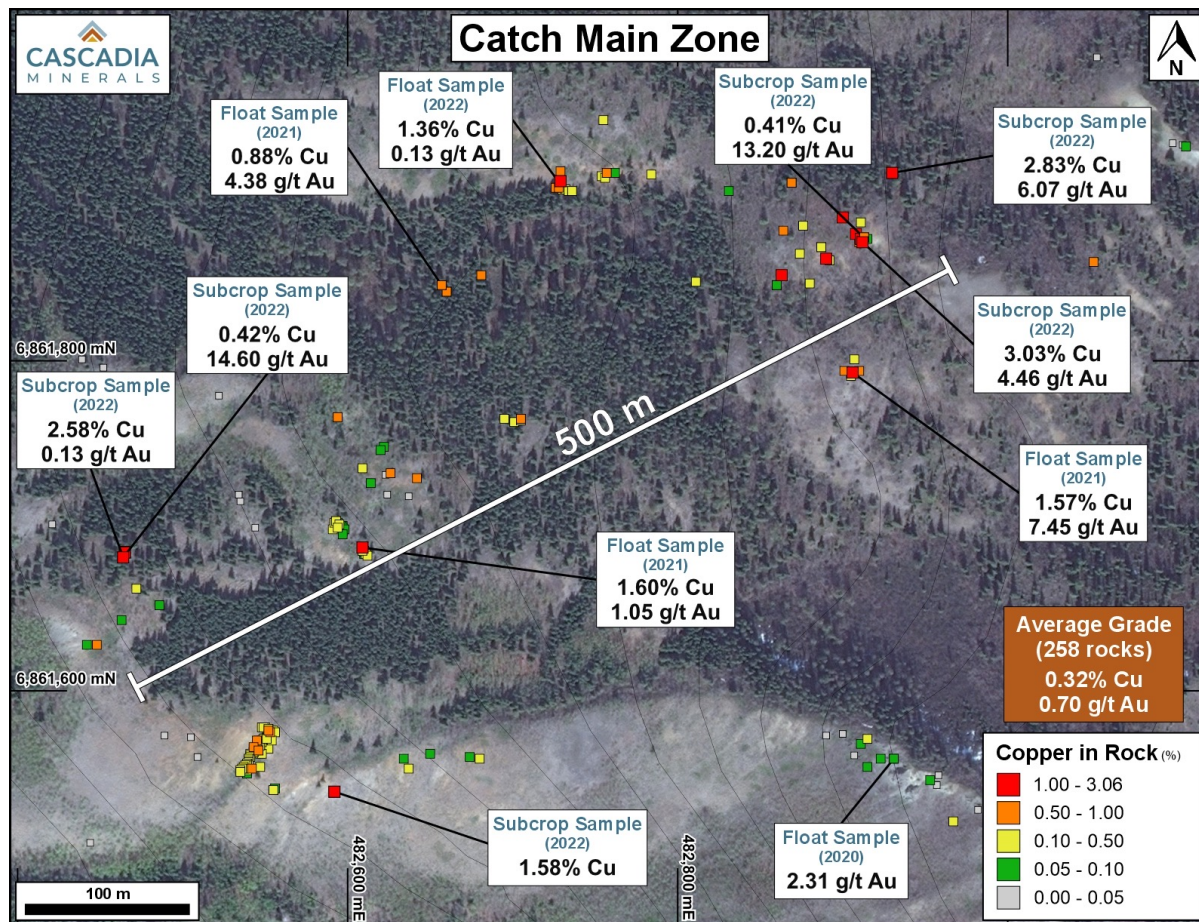 CASCADIA
MINERALS
Catch Main Zone
N
Float Sample
(2022)
1.36% Cu
0.13 g/t Au
Subcrop Sample
(2022)
0.41% Cu
13.20 g/t Au
Float Sample
(2021)
0.88% Cu
4.38 g/t Au
Subcrop Sample
(2022)
2.83% Cu
6.07 g/t Au
Subcrop Sample
(2022)
0.42% Cu
14.60 g/t Au
Subcrop Sample
(2022)
3.03% Cu
4.46 g/t Au
6,861,800 mN
Subcrop Sample
(2022)
2.58% Cu
0.13 g/t Au
500 m
Float Sample
(2021)
1.57% Cu
7.45 g/t Au
Float Sample
(2021)
1.60% Cu
1.05 g/t Au
Average Grade
(258 rocks)
0.32% Cu
0.70 g/t Au
6,861,600 mN
Copper in Rock (%)
1.00 - 3.06
0.50 - 1.00
0.10 - 0.50
0.05 - 0.10
0.00 - 0.05
Subcrop Sample
(2022)
1.58% Cu
Float Sample
(2020)
2.31 g/t Au
482,600 mE
482,800 mE
100 m